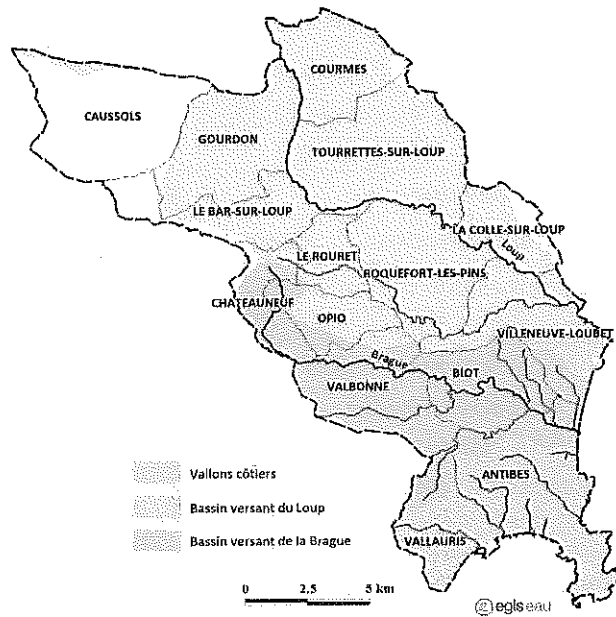 COURMES
CAUSSOLS
GOURDON
TOURRETTES-SUR-LOUP
LE BAR-SUR-LOUP
LA COLLE-SUR-LOUP
Loup
LE ROURET
ROQUEFORT-LES-PINS
CHATEAUNEUF
OPIO
VILLENEUVE-LOUBET
Brague
BIOT
VALBONNE
Vallons côtiers
ANTIBES
Bassin versant du Loup
Bassin versant de la Brague
VALLAURIS
0 2,5 5 km
egis eau